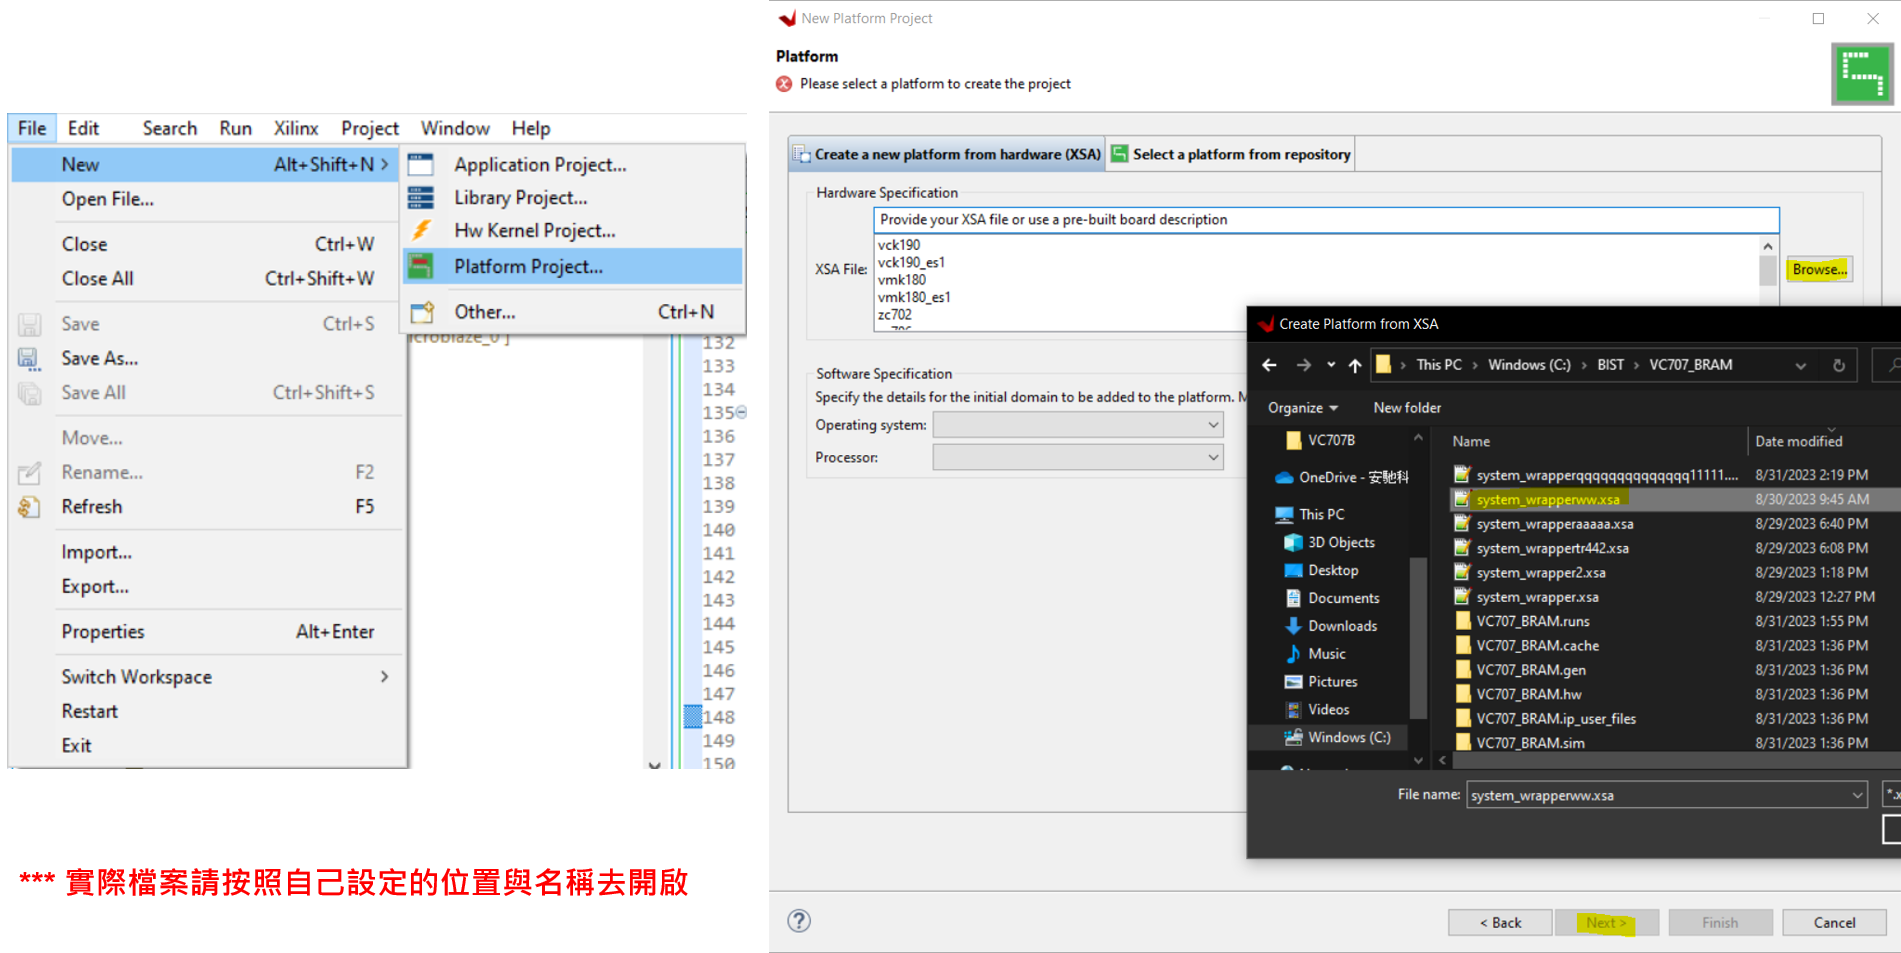 File Edit Search Run Xilinx Project Window Help
New Alt+Shift+N >
Open File...
Close Ctrl+W
Close All Ctrl+Shift+W
Save Ctrl+S
Save As...
Save All Ctrl+Shift+S
Move...
Rename... F2
Refresh F5
Import...
Export...
Properties Alt+Enter
Switch Workspace >
Restart
Exit
Application Project...
Library Project...
Hw Kernel Project...
Platform Project...
Other... Ctrl+N
icroblaze_0 ]
132
133
134
135
136
137
138
139
140
141
142
143
144
145
146
147
148
149
150
*** 實際檔案請按照自己設定的位置與名稱去開啟
New Platform Project
Platform
Please select a platform to create the project
Create a new platform from hardware (XSA)
Select a platform from repository
Hardware Specification
Provide your XSA file or use a pre-built board description
XSA File:
vck190
vck190_es1
vmk180
vmk180_es1
zc702
Browse...
Software Specification
Specify the details for the initial domain to be added to the platform. M
Operating system:
Processor:
Create Platform from XSA
> This PC > Windows (C:) > BIST > VC707_BRAM
Organize
New folder
VC707B
OneDrive - 安馳科
This PC
3D Objects
Desktop
Documents
Downloads
Music
Pictures
Videos
Windows (C:)
Name Date modified
system_wrapperqqqqqqqqqqqqqq11111.... 8/31/2023 2:19 PM
system_wrapperww.xsa 8/30/2023 9:45 AM
system_wrapperaaaaa.xsa 8/29/2023 6:40 PM
system_wrappertr442.xsa 8/29/2023 6:08 PM
system_wrapper2.xsa 8/29/2023 1:18 PM
system_wrapper.xsa 8/29/2023 12:27 PM
VC707_BRAM.runs 8/31/2023 1:55 PM
VC707_BRAM.cache 8/31/2023 1:36 PM
VC707_BRAM.gen 8/31/2023 1:36 PM
VC707_BRAM.hw 8/31/2023 1:36 PM
VC707_BRAM.ip_user_files 8/31/2023 1:36 PM
VC707_BRAM.sim 8/31/2023 1:36 PM
File name: system_wrapperww.xsa
*.x
?
< Back
Next >
Finish
Cancel